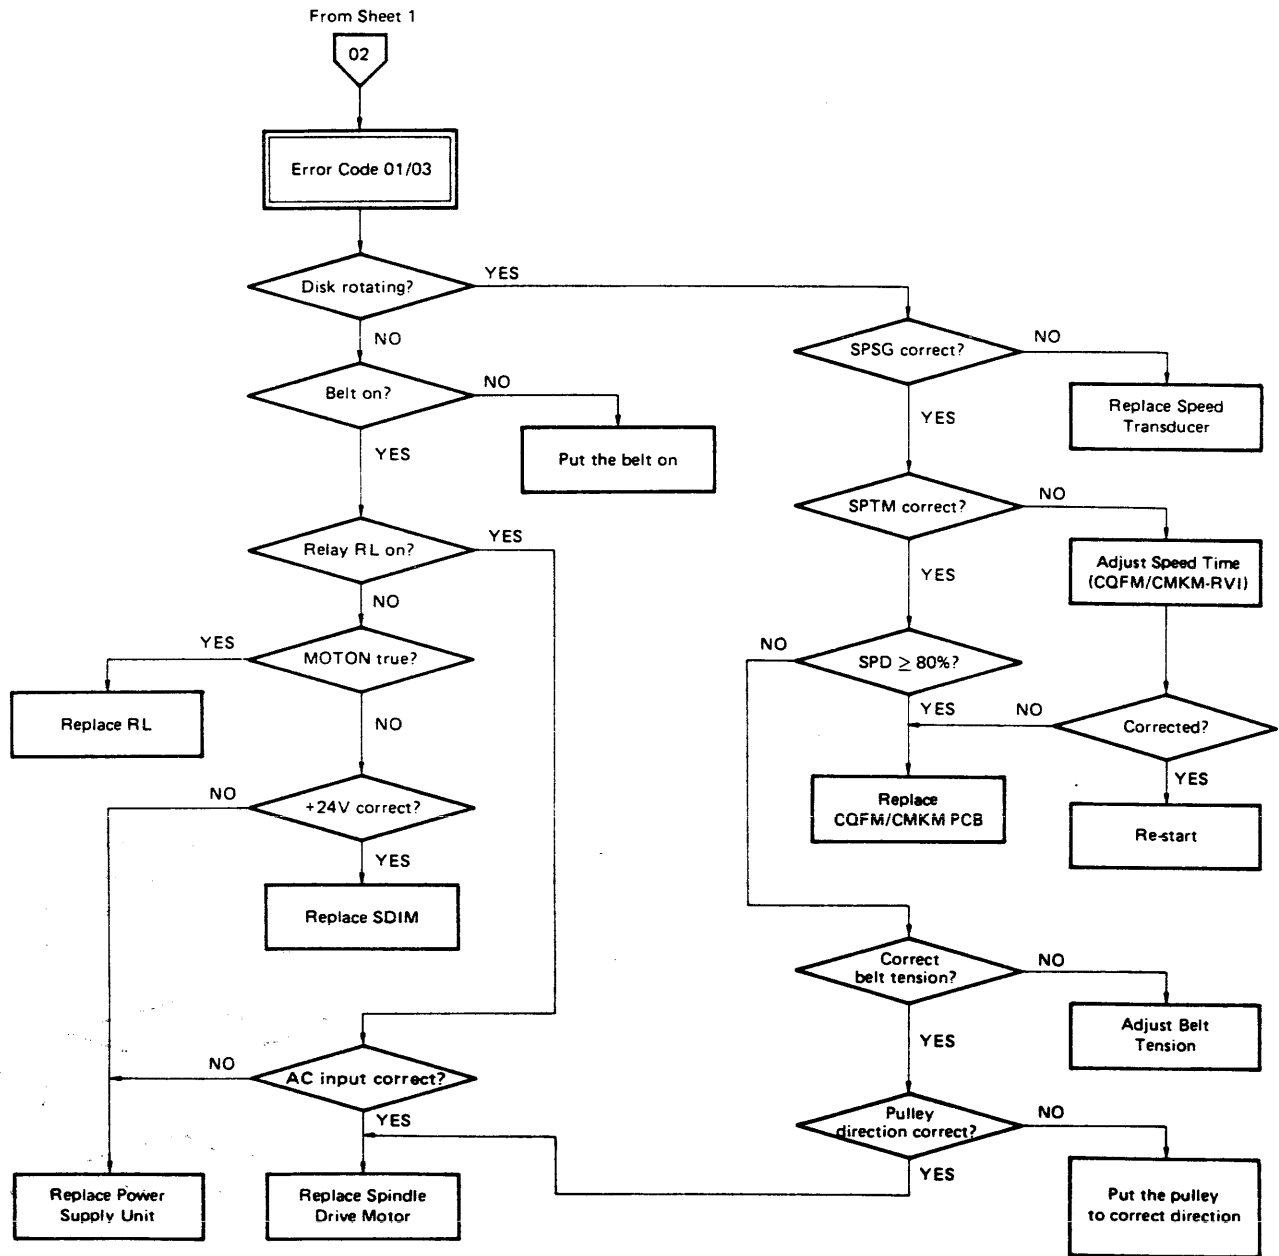 From Sheet 1
02
Error Code 01/03
Disk rotating?
YES
NO
SPSG correct?
NO
Belt on?
NO
Replace Speed
Transducer
YES
YES
Put the belt on
SPTM correct?
NO
Relay RL on?
YES
Adjust Speed Time
(CQFM/CMKM-RVI)
YES
NO
YES
MOTON true?
NO
SPD ≥ 80%?
Replace RL
NO
YES
NO
Corrected?
YES
NO
+24V correct?
Replace
CQFM/CMKM PCB
Re-start
YES
Replace SDIM
Correct
belt tension?
NO
Adjust Belt
Tension
YES
NO
AC input correct?
YES
Pulley
direction correct?
NO
YES
Replace Power
Supply Unit
Replace Spindle
Drive Motor
Put the pulley
to correct direction